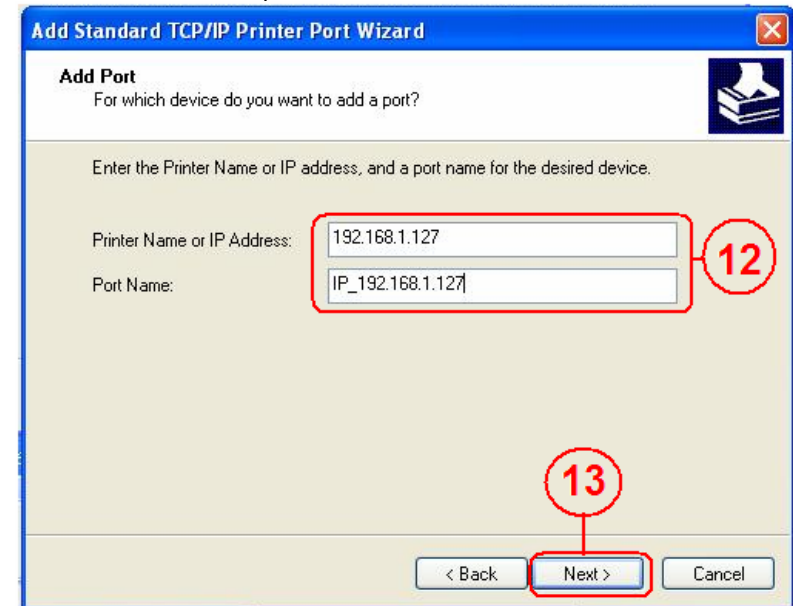 Add Standard TCP/IP Printer Port Wizard
Add Port
For which device do you want to add a port?
Enter the Printer Name or IP address, and a port name for the desired device.
Printer Name or IP Address: 192.168.1.127
12
Port Name: IP_192.168.1.127
13
< Back Next > Cancel